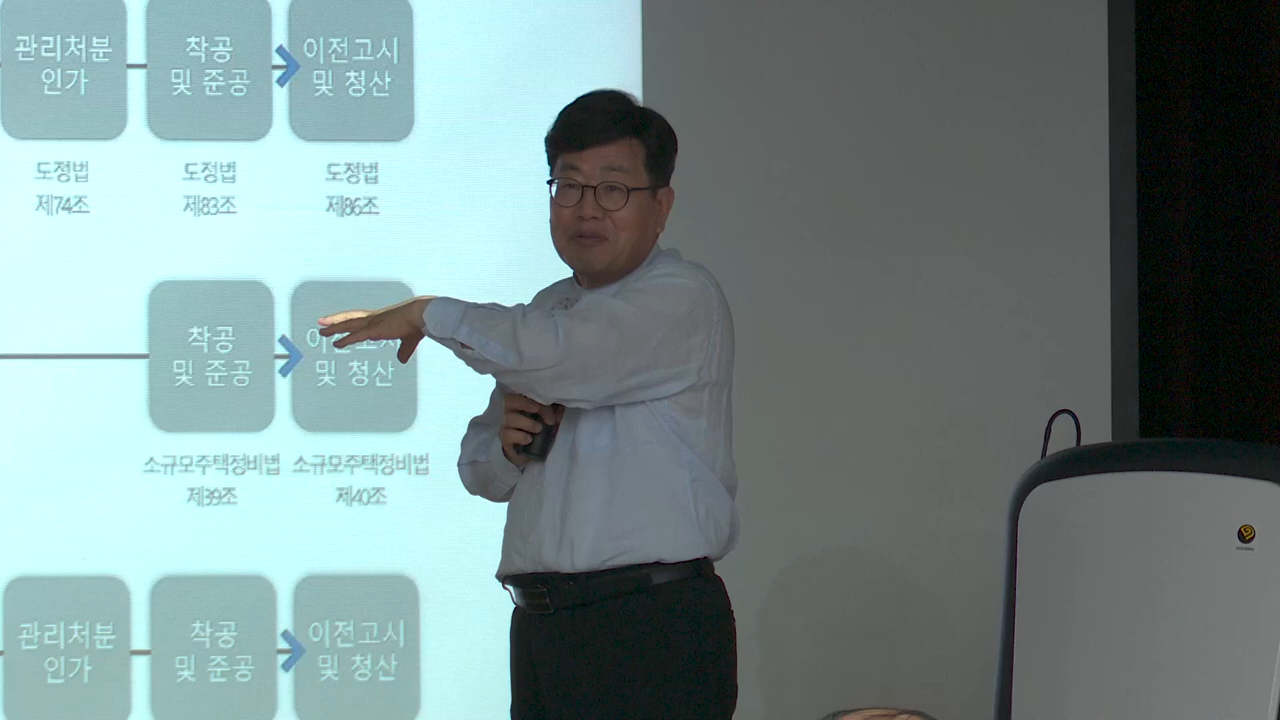 관리처분
인가
착공
및 준공
이전고시
및 청산
도정법
제74조
도정법
제83조
도정법
제86조
착공
및 준공
이전고시
및 청산
소규모주택정비법
제39조
소규모주택정비법
제40조
관리처분
인가
착공
및 준공
이전고시
및 청산